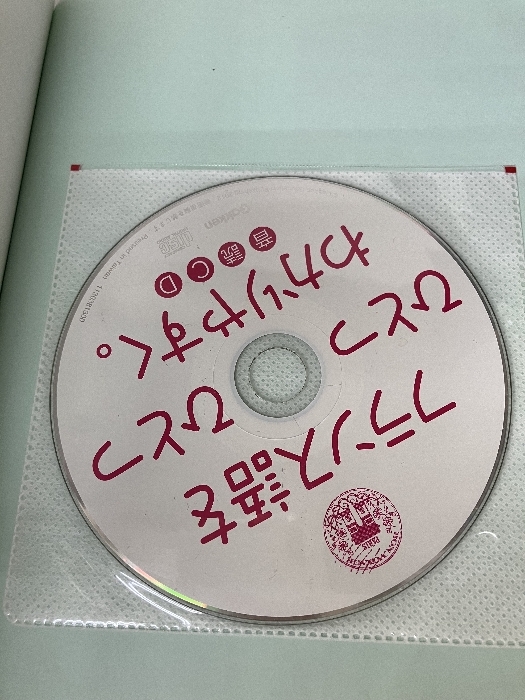 フランス語を
ひとつ
ひとつ
わかりやすく。
音読CD
Gakken